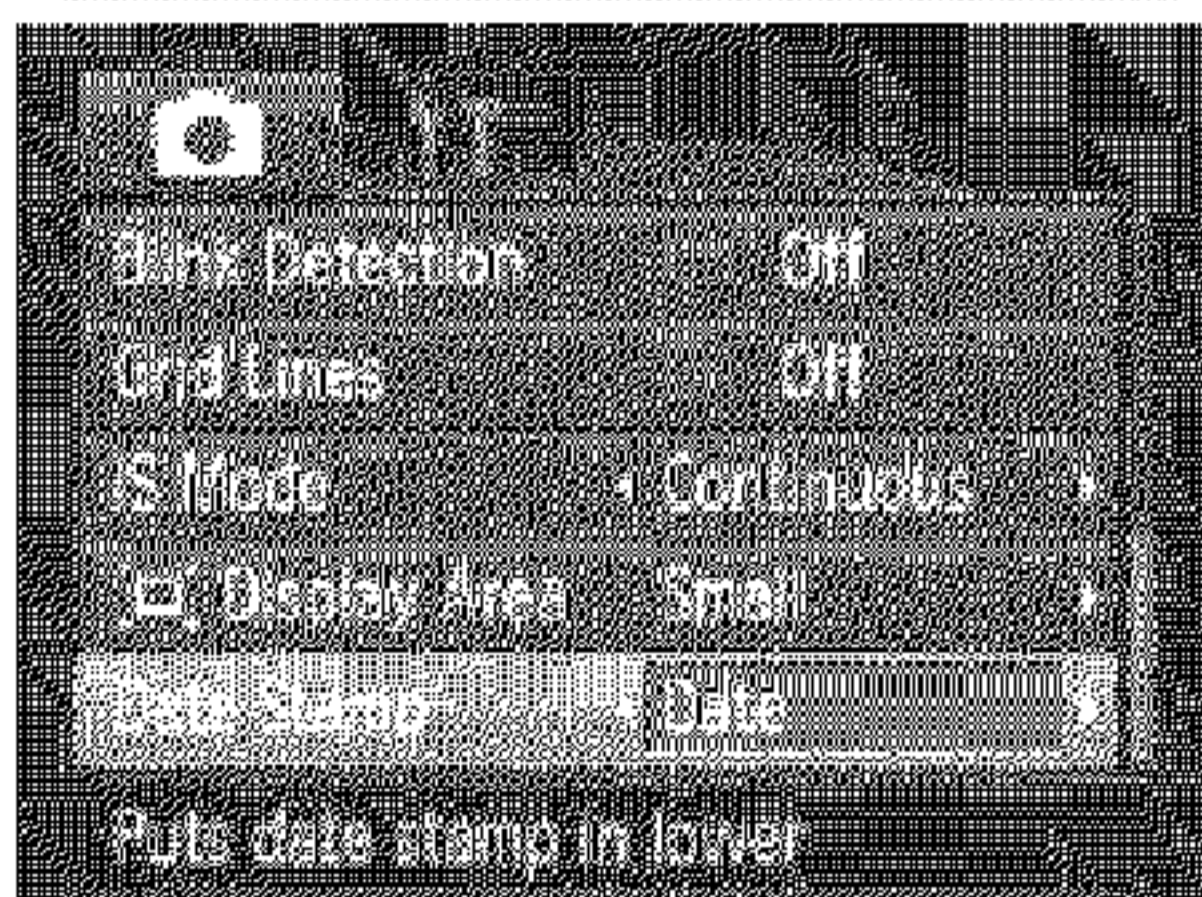 Blink Detection Off
Grid Lines Off
IS Mode Continuous
Display Area Small
Date Stamp Date
Puts date stamp in lower